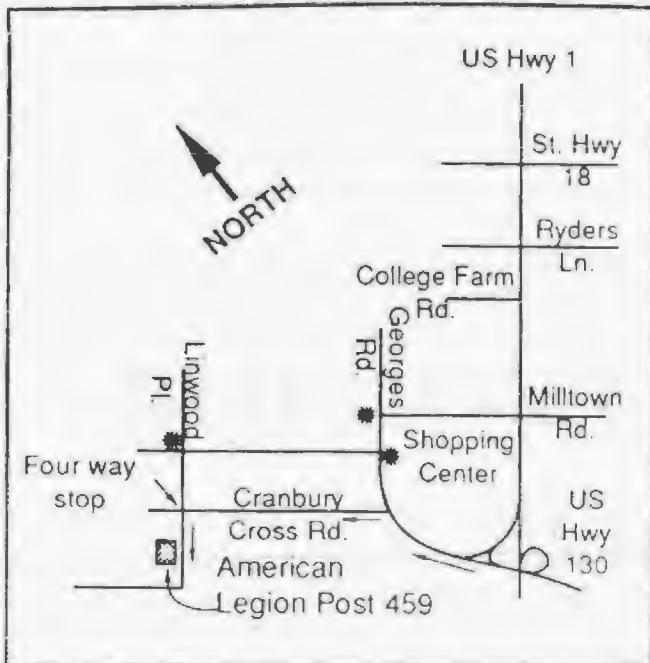 US Hwy 1
St. Hwy
18
NORTH
Ryders
Ln.
College Farm
Rd.
Georges
Rd.
Linwood
Pl.
Milltown
Rd.
Shopping
Center
Four way
stop
Cranbury
Cross Rd.
US
Hwy
130
American
Legion Post 459